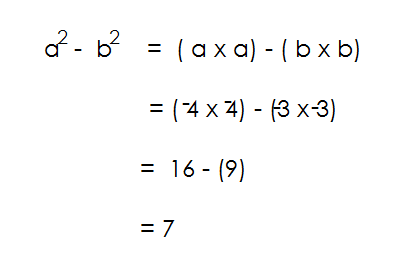 a² - b² = ( a x a) - ( b x b)
= (-4 x -4) - (-3 x -3)
= 16 - (9)
= 7